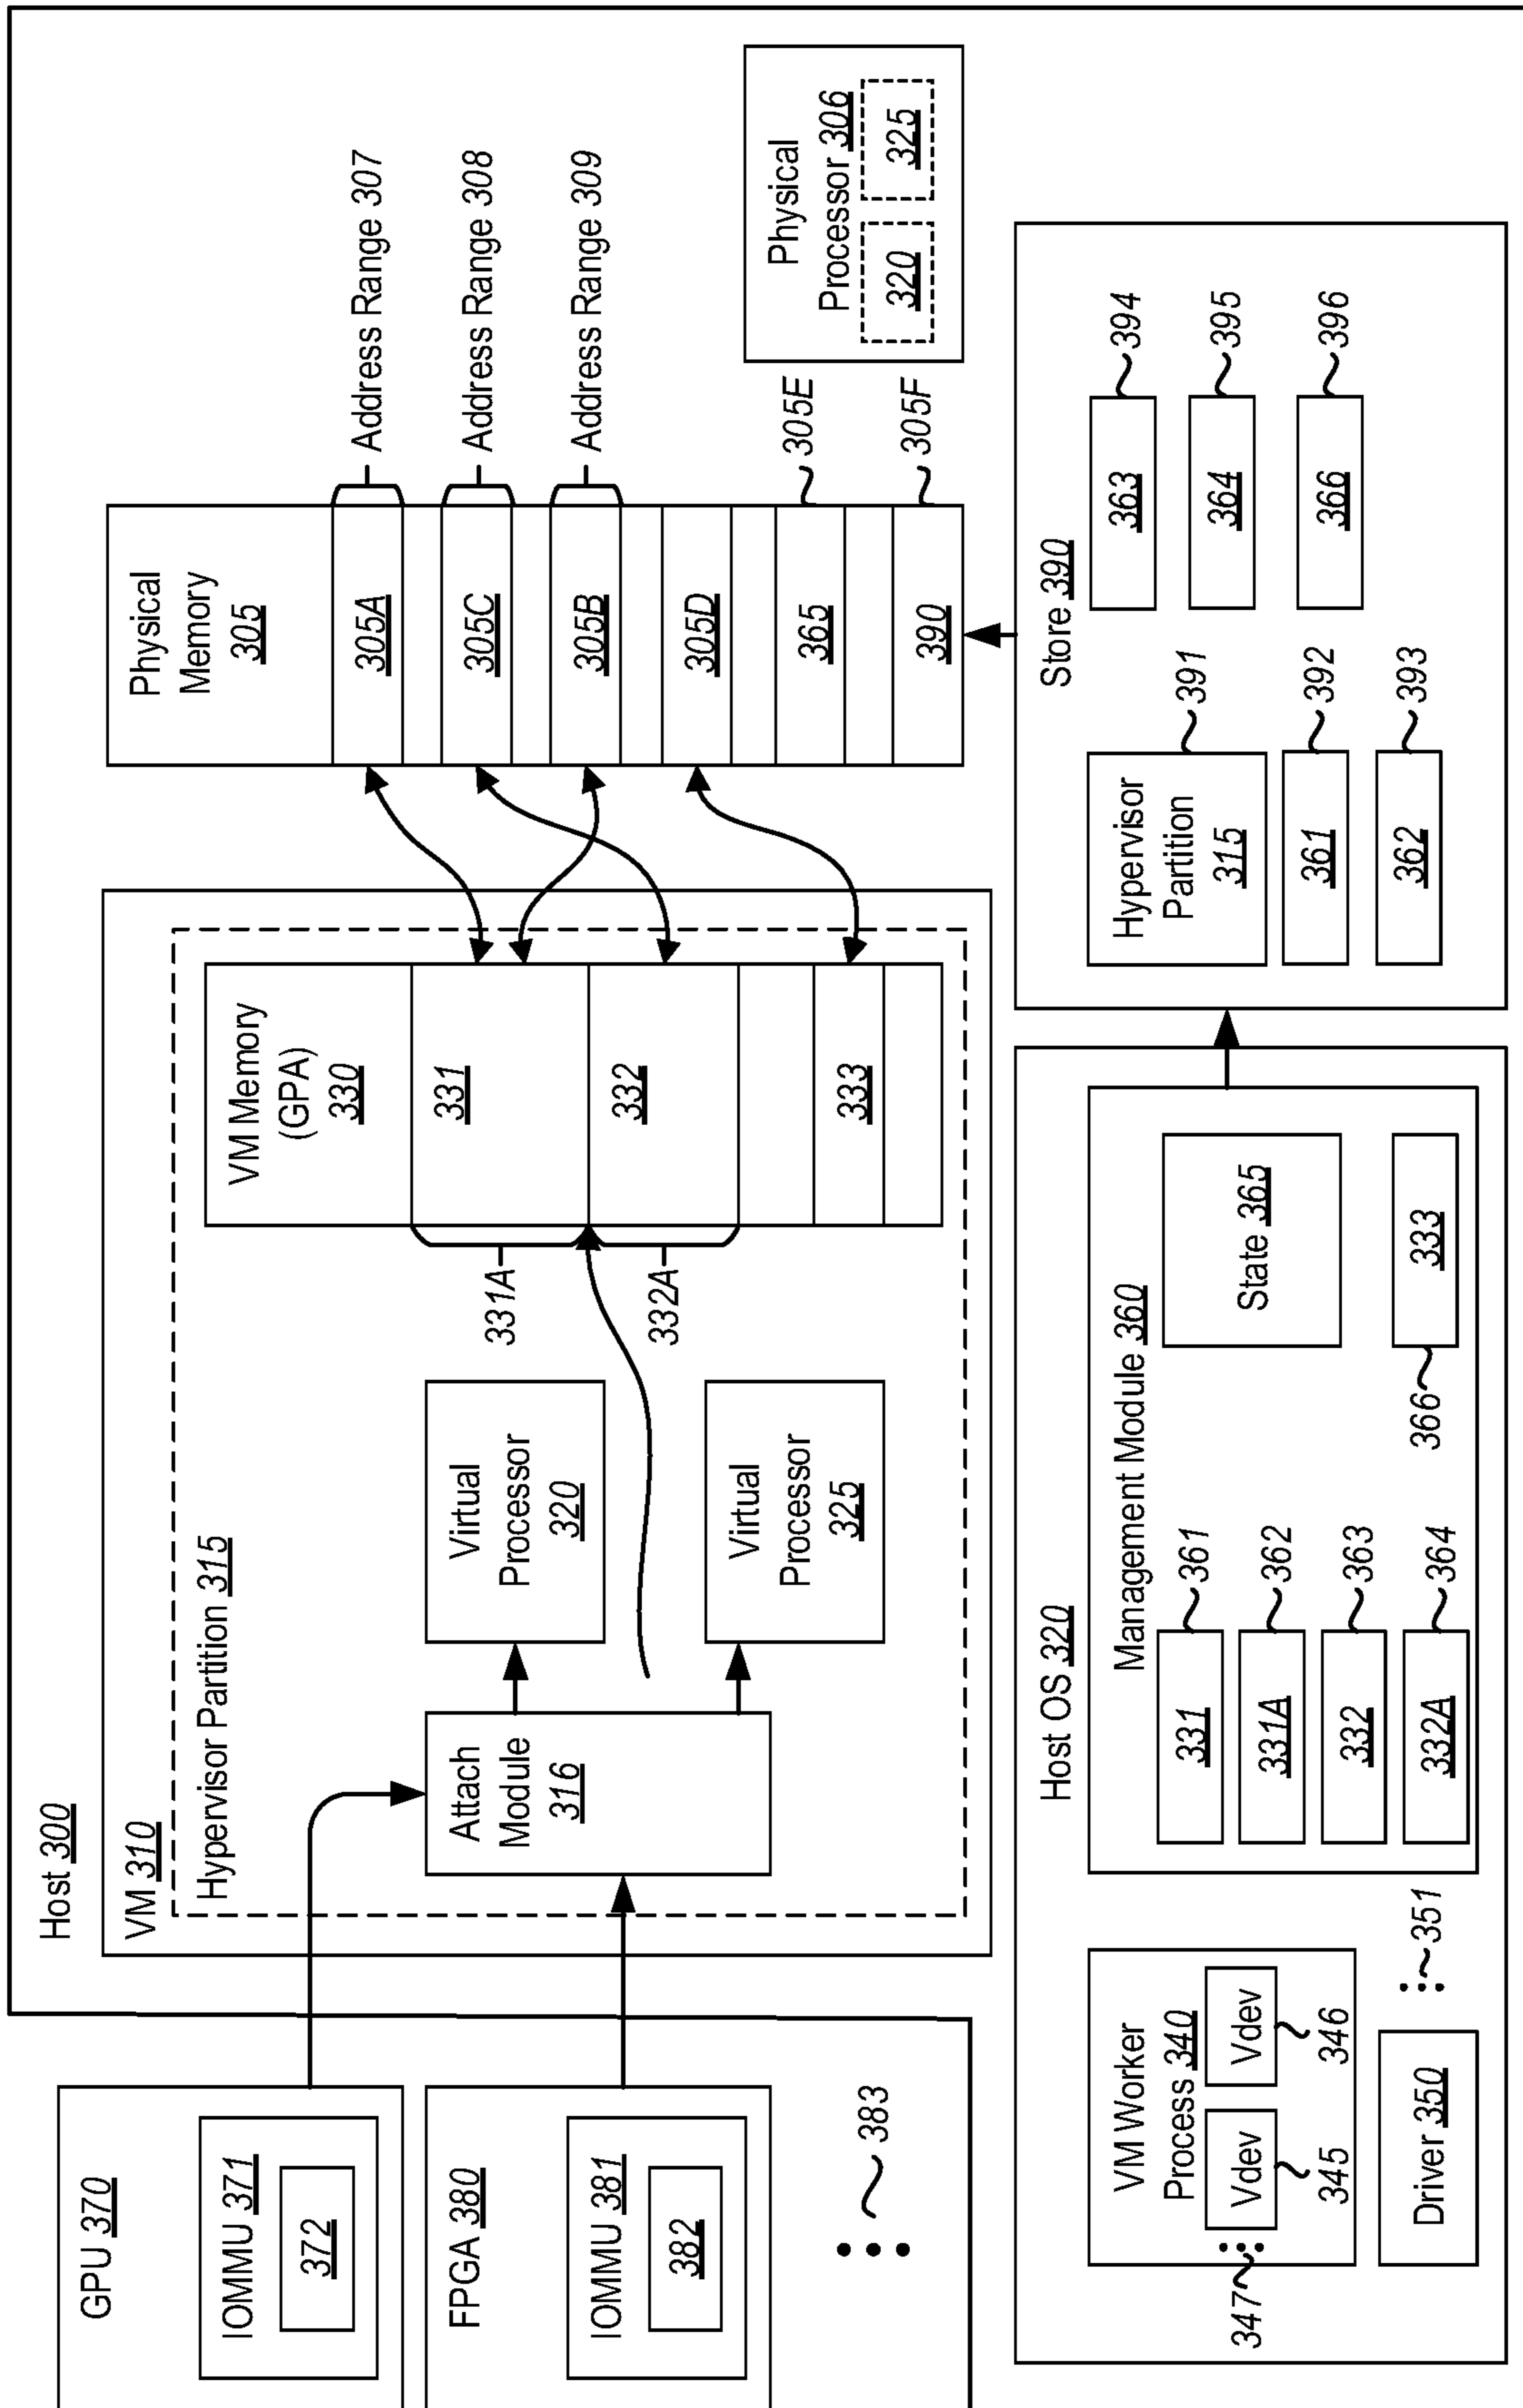 Host 300
VM 310
Hypervisor Partition 315
Attach
Module
316
Virtual
Processor
320
Virtual
Processor
325
VM Memory
(GPA)
330
331
332
333
331A
332A
Physical
Memory
305
305A
305C
305B
305D
365
390
Address Range 307
Address Range 308
Address Range 309
305E
305F
Physical
Processor 306
320
325
GPU 370
IOMMU 371
372
FPGA 380
IOMMU 381
382
383
Host OS 320
VM Worker
Process 340
Vdev
Vdev
347
345
346
Driver 350
351
Management Module 360
331
361
331A
362
332
363
332A
364
State 365
333
366
Store 390
Hypervisor
Partition
315
391
361
392
362
393
363
394
364
395
366
396